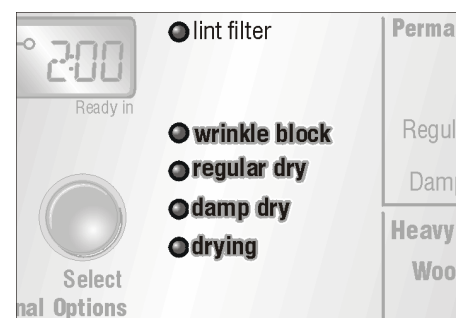 lint filter
Perma
2:00
Ready in
wrinkle block
Regul
regular dry
Damp
damp dry
Heavy
drying
Woo
Select
nal Options